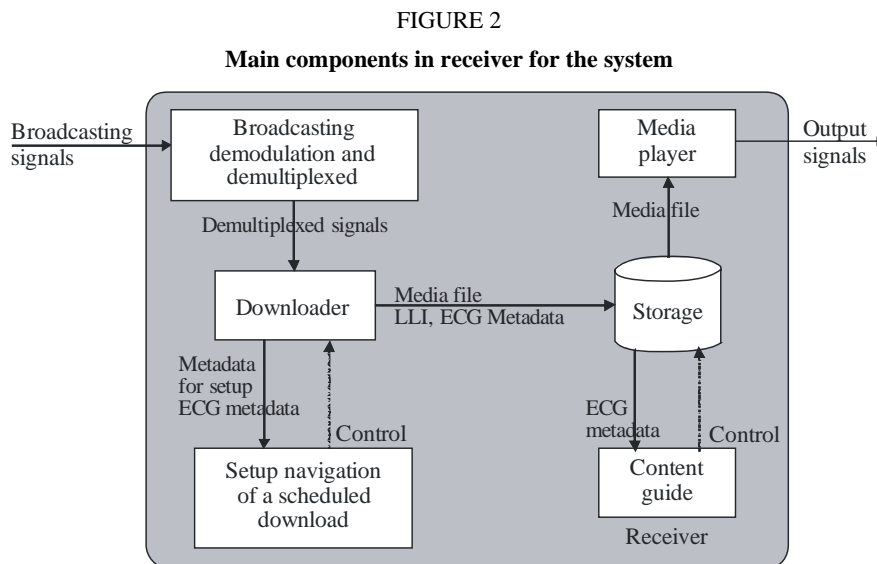 FIGURE 2
Main components in receiver for the system
Broadcasting
signals
Broadcasting
demodulation and
demultiplexed
Media
player
Output
signals
Demultiplexed signals
Media file
Downloader
Media file
LLI, ECG Metadata
Storage
Metadata
for setup
ECG metadata
Control
ECG
metadata
Control
Setup navigation
of a scheduled
download
Content
guide
Receiver